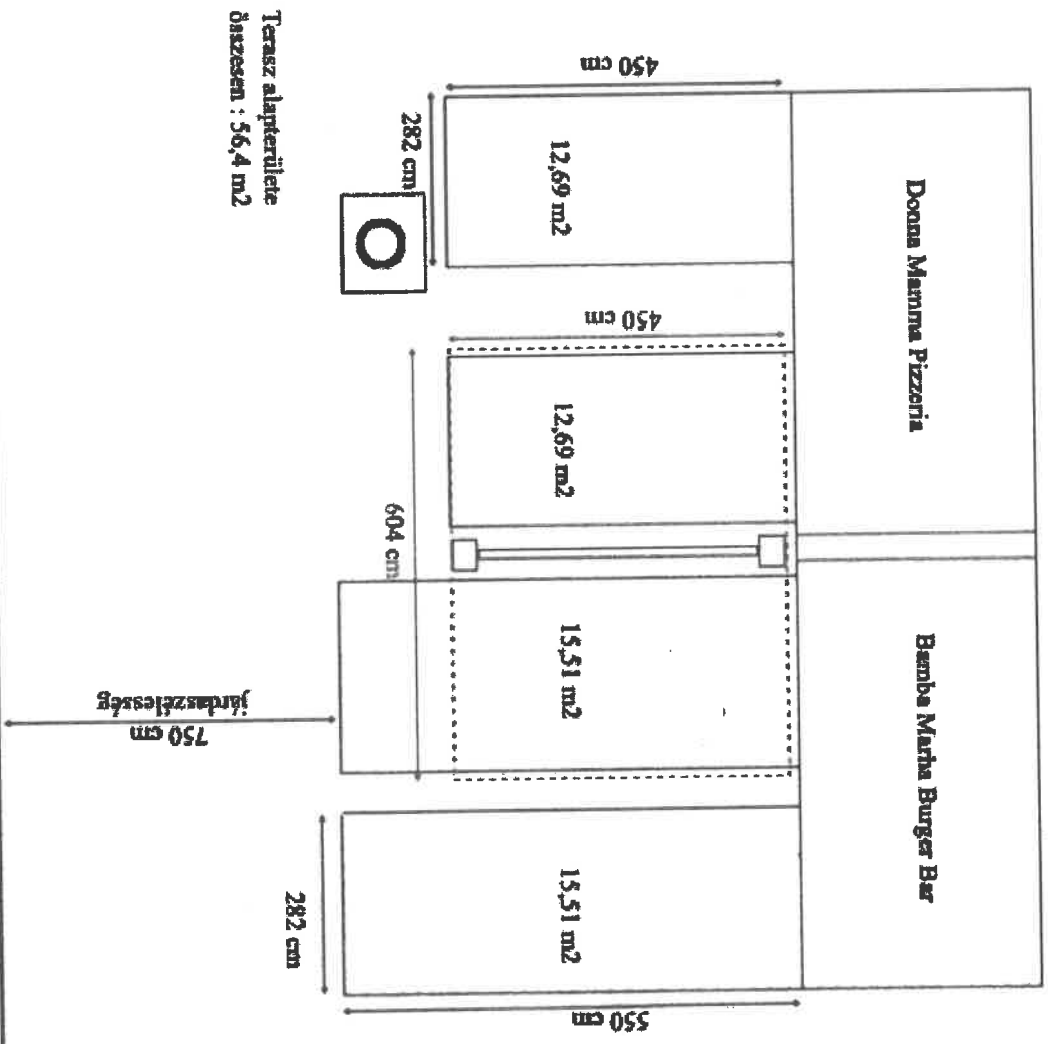 Donna Mamma Pizzeria
Bamba Marha Burger Bar
450 cm
12,69 m2
282 cm
450 cm
12,69 m2
604 cm
15,51 m2
15,51 m2
550 cm
282 cm
750 cm
járdaszélesség
Terasz alapterülete
összesen : 56,4 m2